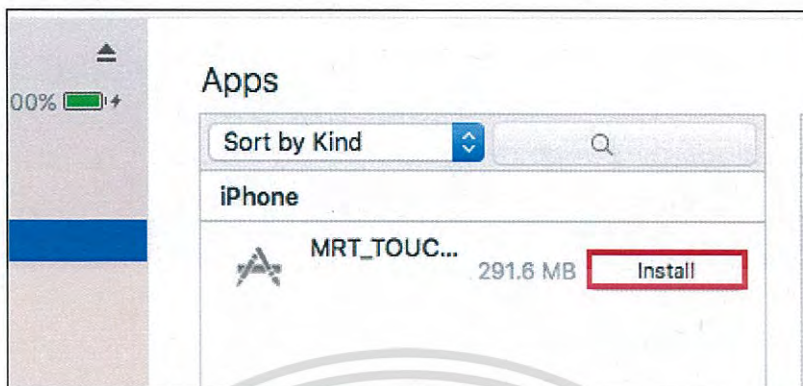 00%
Apps
Sort by Kind
iPhone
MRT_TOUC...
291.6 MB Install